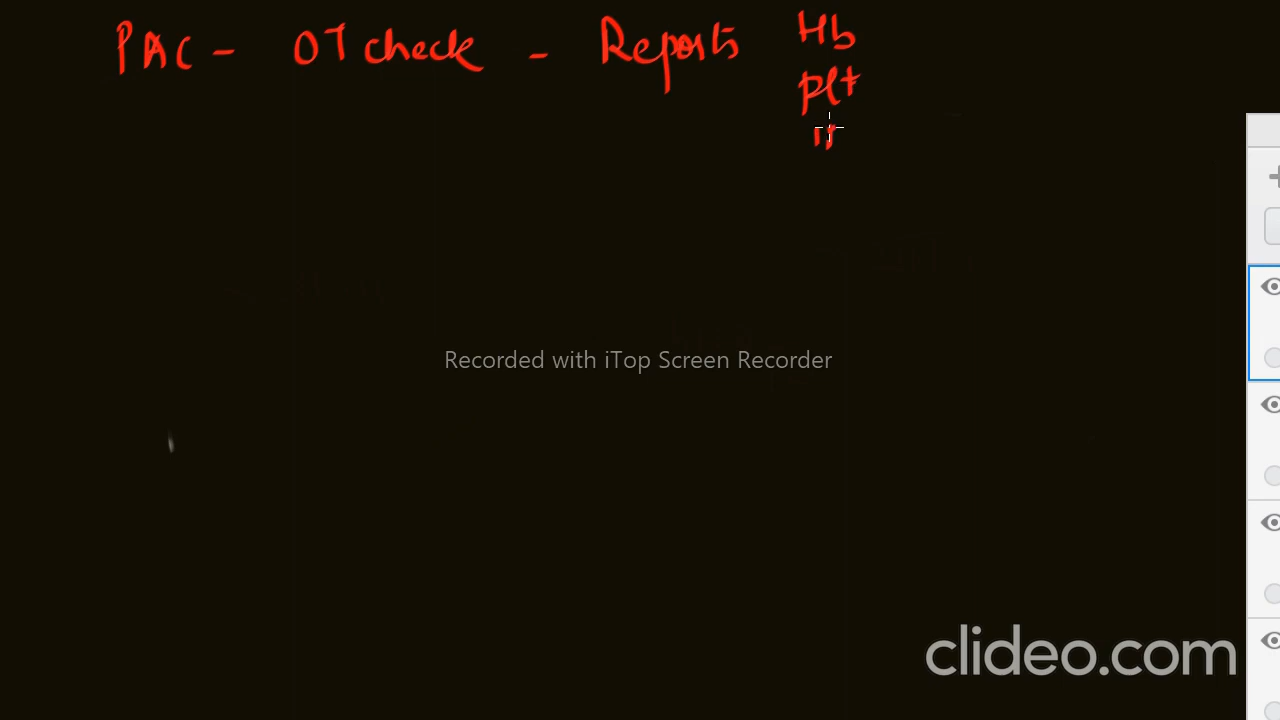 PAC - OT check - Reports Hb
Plt
Recorded with iTop Screen Recorder
clideo.com